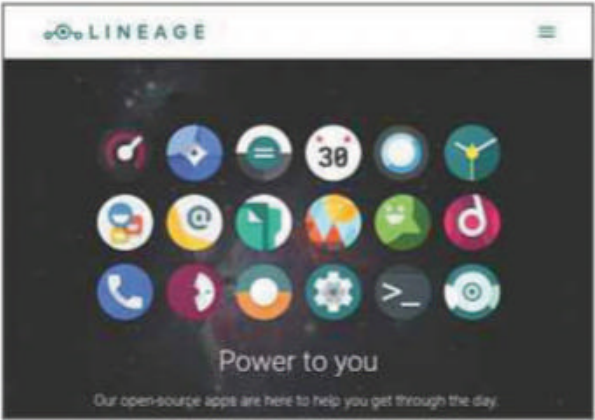 LINEAGE
30
@
>_
Power to you
Our open-source apps are here to help you get through the day.